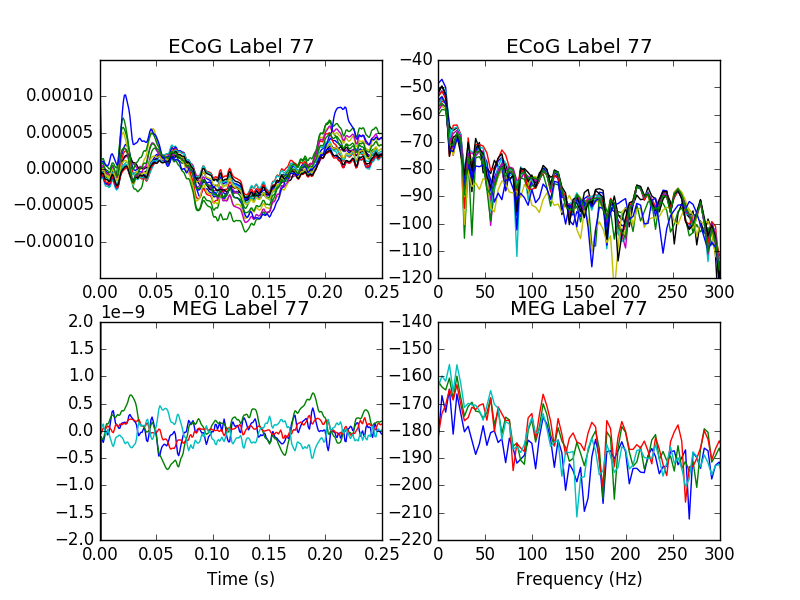 ECoG Label 77
0.00010
0.00005
0.00000
−0.00005
−0.00010
0.00 0.05 0.10 0.15 0.20 0.25
ECoG Label 77
−40
−50
−60
−70
−80
−90
−100
−110
−120
0 50 100 150 200 250 300
MEG Label 77
1e−9
2.0
1.5
1.0
0.5
0.0
−0.5
−1.0
−1.5
−2.0
0.00 0.05 0.10 0.15 0.20 0.25
Time (s)
MEG Label 77
−140
−150
−160
−170
−180
−190
−200
−210
−220
0 50 100 150 200 250 300
Frequency (Hz)